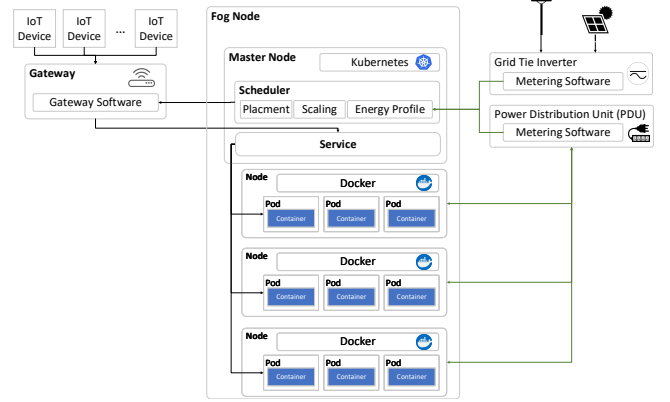 Fog Node
IoT
Device
IoT
Device
...
IoT
Device
Gateway
Gateway Software
Master Node
Kubernetes
Scheduler
Placment
Scaling
Energy Profile
Service
Grid Tie Inverter
Metering Software
Power Distribution Unit (PDU)
Metering Software
Node
Docker
Pod
Pod
Pod
Container
Container
Container
Node
Docker
Pod
Pod
Pod
Container
Container
Container
Node
Docker
Pod
Pod
Pod
Container
Container
Container